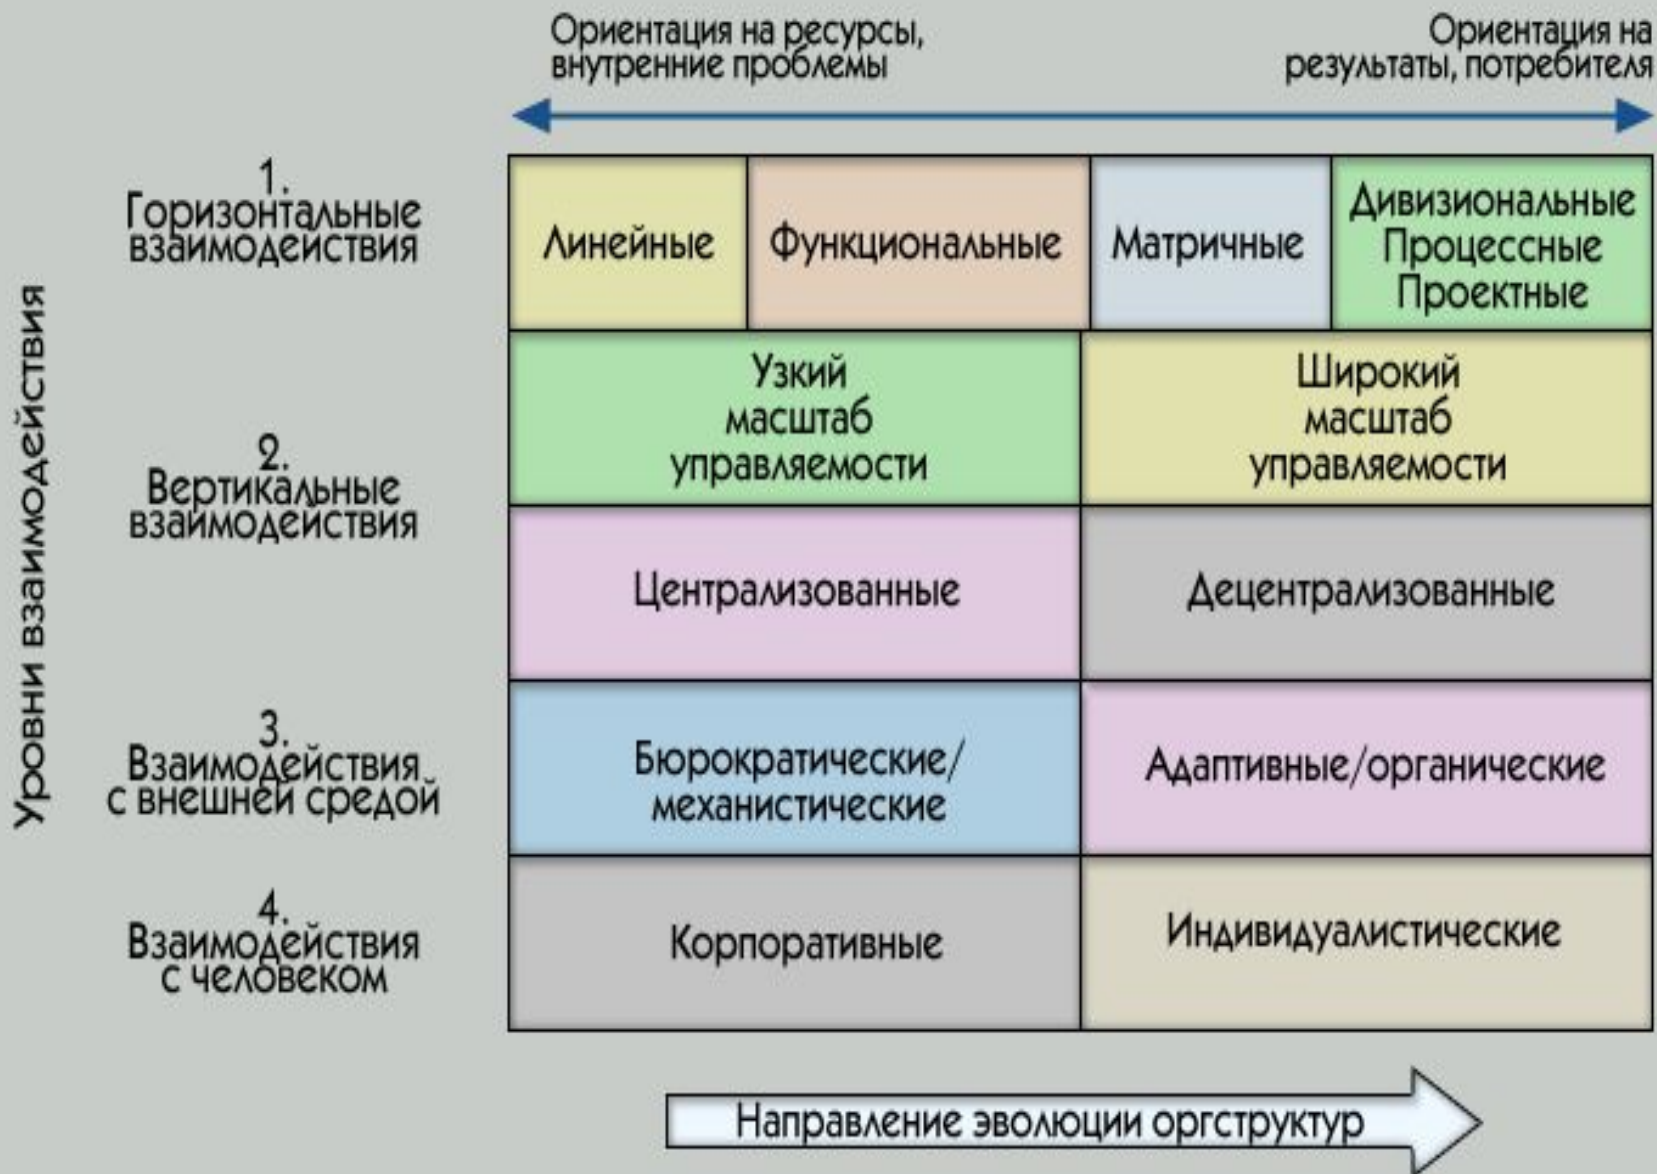 Ориентация на ресурсы,
внутренние проблемы
Ориентация на
результаты, потребителя
Уровни взаимодействия
1.
Горизонтальные
взаимодействия
Линейные
Функциональные
Матричные
Дивизиональные
Процессные
Проектные
2.
Вертикальные
взаимодействия
Узкий
масштаб
управляемости
Широкий
масштаб
управляемости
Централизованные
Децентрализованные
3.
Взаимодействия
с внешней средой
Бюрократические/
механистические
Адаптивные/органические
4.
Взаимодействия
с человеком
Корпоративные
Индивидуалистические
Направление эволюции оргструктур